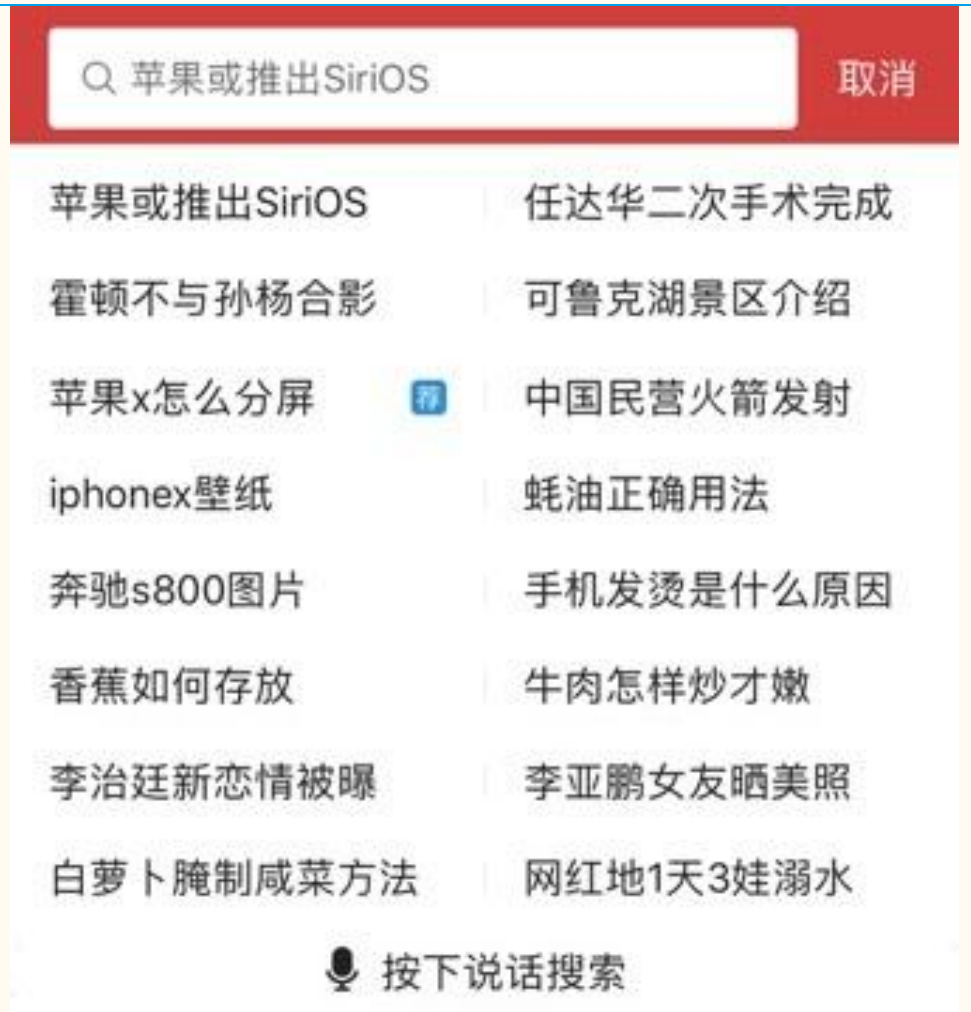 苹果或推出SiriOS
取消
苹果或推出SiriOS
任达华二次手术完成
霍顿不与孙杨合影
可鲁克湖景区介绍
苹果x怎么分屏
荐
中国民营火箭发射
iphonex壁纸
蚝油正确用法
奔驰s800图片
手机发烫是什么原因
香蕉如何存放
牛肉怎样炒才嫩
李治廷新恋情被曝
李亚鹏女友晒美照
白萝卜腌制咸菜方法
网红地1天3娃溺水
按下说话搜索